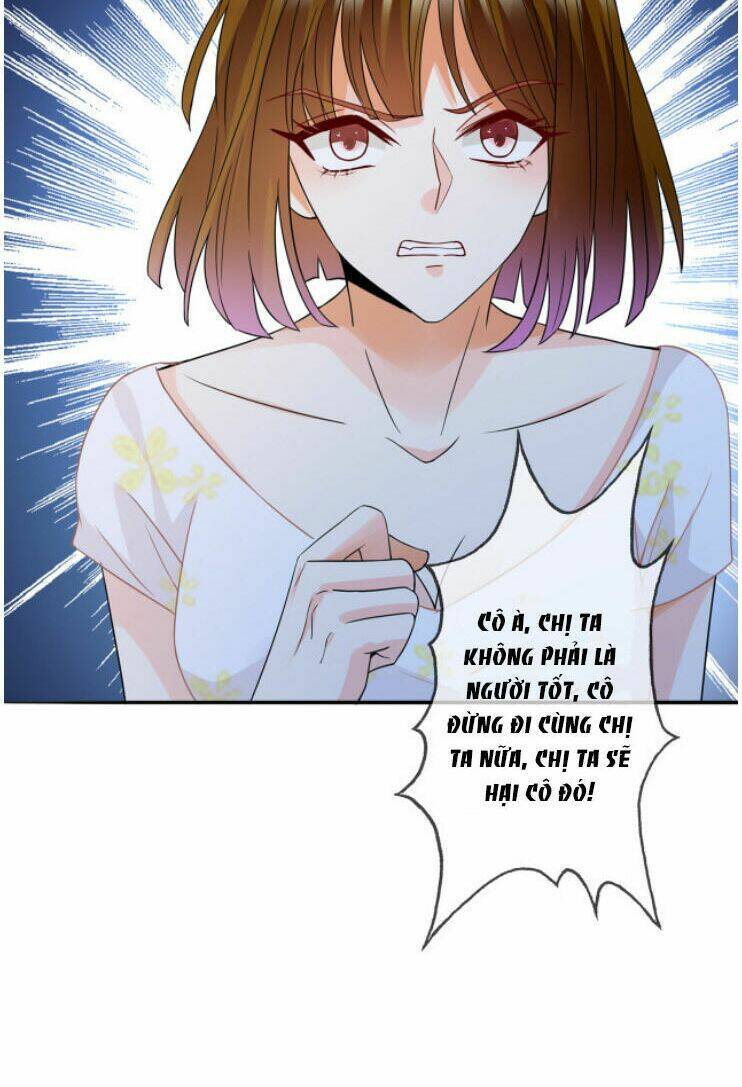 CÔ À, CHỊ TA
KHÔNG PHẢI LÀ
NGƯỜI TỐT, CÔ
ĐỪNG ĐI CÙNG CHỊ
TA NỮA, CHỊ TA SẼ
HẠI CÔ ĐÓ!